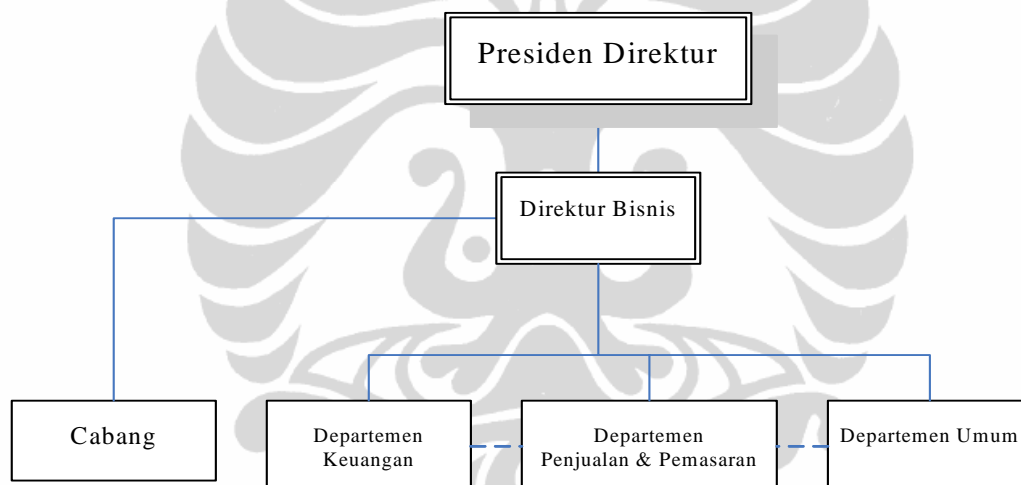 Presiden Direktur
Direktur Bisnis
Cabang
Departemen
Keuangan
Departemen
Penjualan & Pemasaran
Departemen Umum